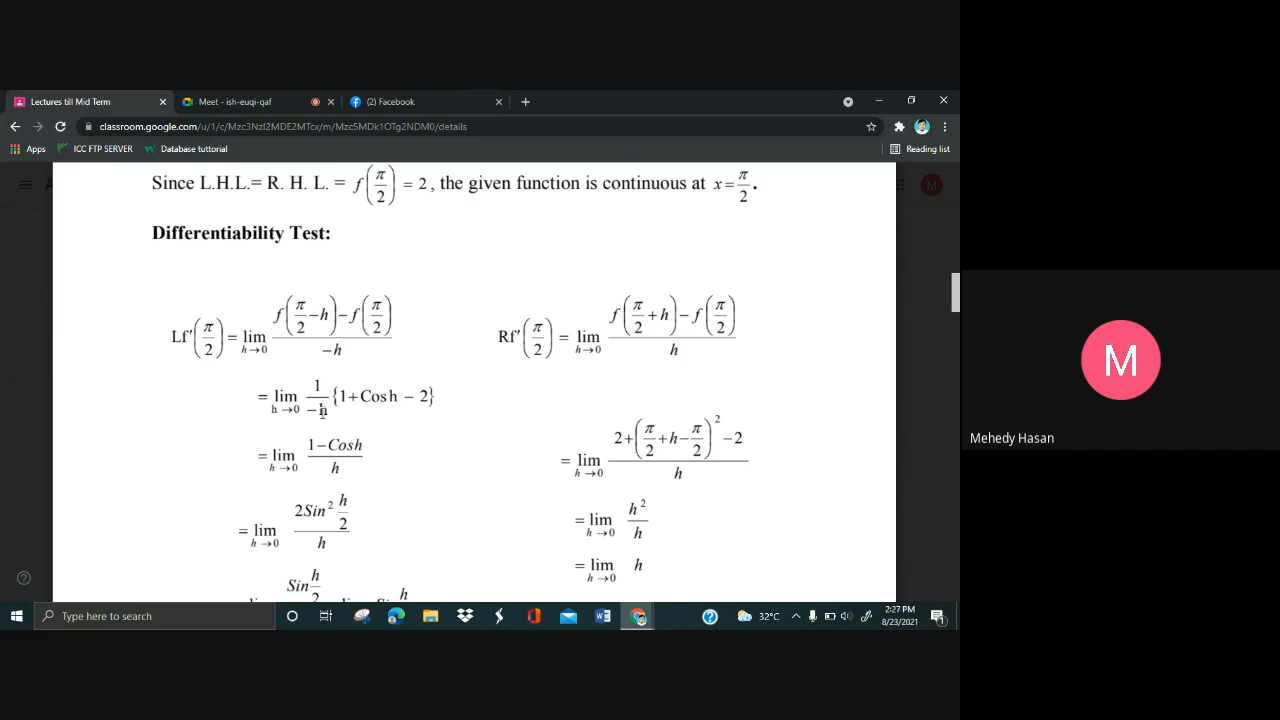 Lectures till Mid Term
Meet - ish-euqi-qaf
(2) Facebook
classroom.google.com/u/1/c/Mzc3NzI2MDE2MTcx/m/Mzc5MDk1OTg2NDM0/details
Apps
ICC FTP SERVER
Database tuttorial
Reading list
Since L.H.L.= R. H. L. = f(π/2) = 2, the given function is continuous at x=π/2.
Differentiability Test:
Lf′(π/2) = lim h→0 (f(π/2−h)−f(π/2))/(−h)
= lim h→0 1/(−h) {1+Cosh − 2}
= lim h→0 (1−Cosh)/h
= lim h→0 (2Sin² h/2)/h
Sin h/2
h
Rf′(π/2) = lim h→0 (f(π/2+h)−f(π/2))/h
= lim h→0 (2+(π/2+h−π/2)²−2)/h
= lim h→0 h²/h
= lim h→0 h
M
M
Mehedy Hasan
Type here to search
32°C
2:27 PM
8/23/2021